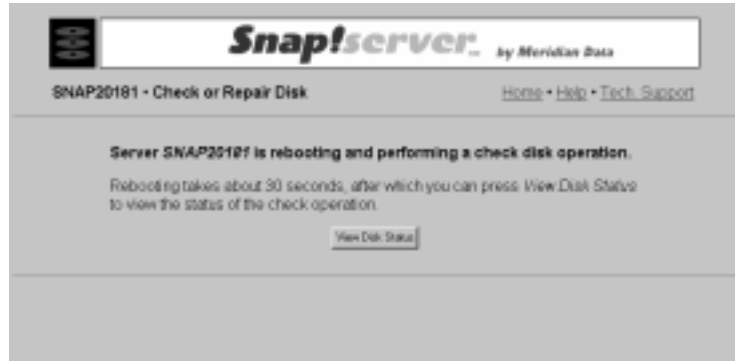 Snap!server™ by Meridian Data
SNAP20181 • Check or Repair Disk Home • Help • Tech. Support
Server SNAP20181 is rebooting and performing a check disk operation.
Rebooting takes about 30 seconds, after which you can press View Disk Status
to view the status of the check operation.
View Disk Status